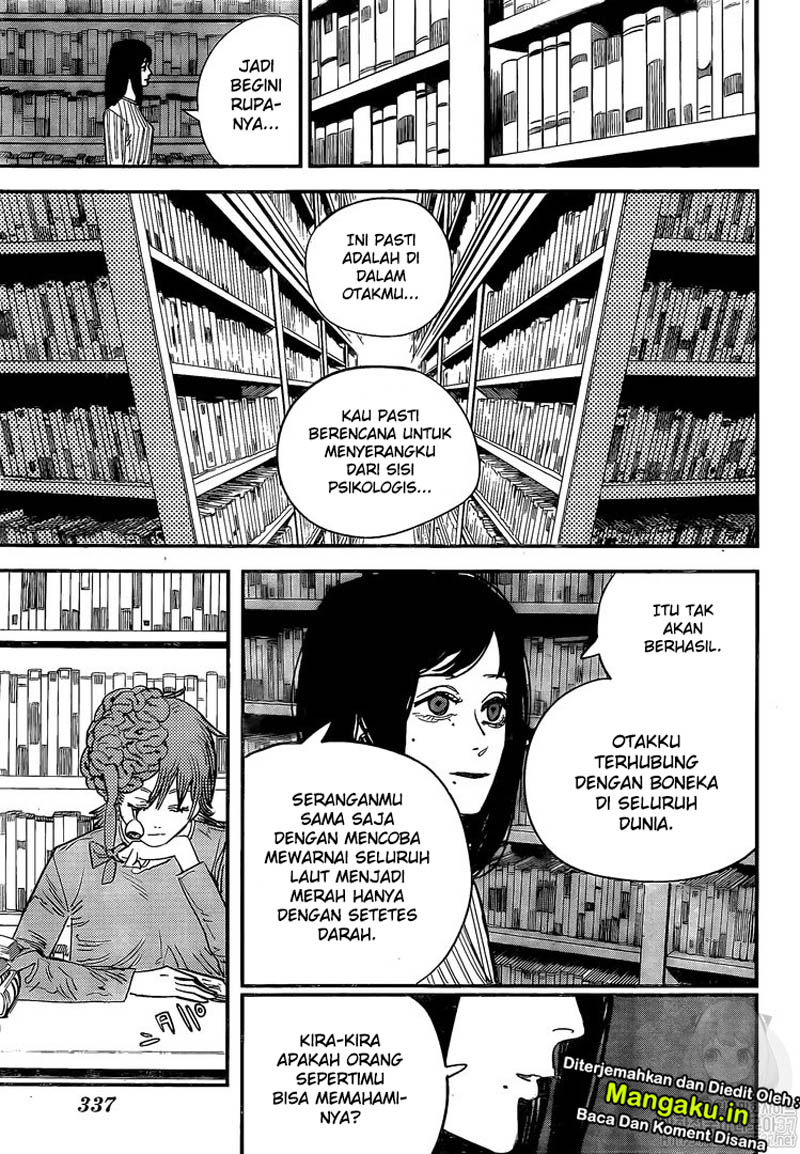 JADI
BEGINI
RUPA-
NYA...
INI PASTI
ADALAH DI
DALAM
OTAKMU...
KAU PASTI
BERENCANA UNTUK
MENYERANGKU
DARI SISI
PSIKOLOGIS...
ITU TAK
AKAN
BERHASIL.
OTAKKU
TERHUBUNG
DENGAN BONEKA
DI SELURUH
DUNIA.
SERANGANMU
SAMA SAJA
DENGAN MENCOBA
MEWARNAI SELURUH
LAUT MENJADI
MERAH HANYA
DENGAN SETETES
DARAH.
KIRA-KIRA
APAKAH ORANG
SEPERTIMU
BISA MEMAHAMI-
NYA?
337
Diterjemahkan dan Diedit Oleh :
Mangaku.in
Baca Dan Koment Disana